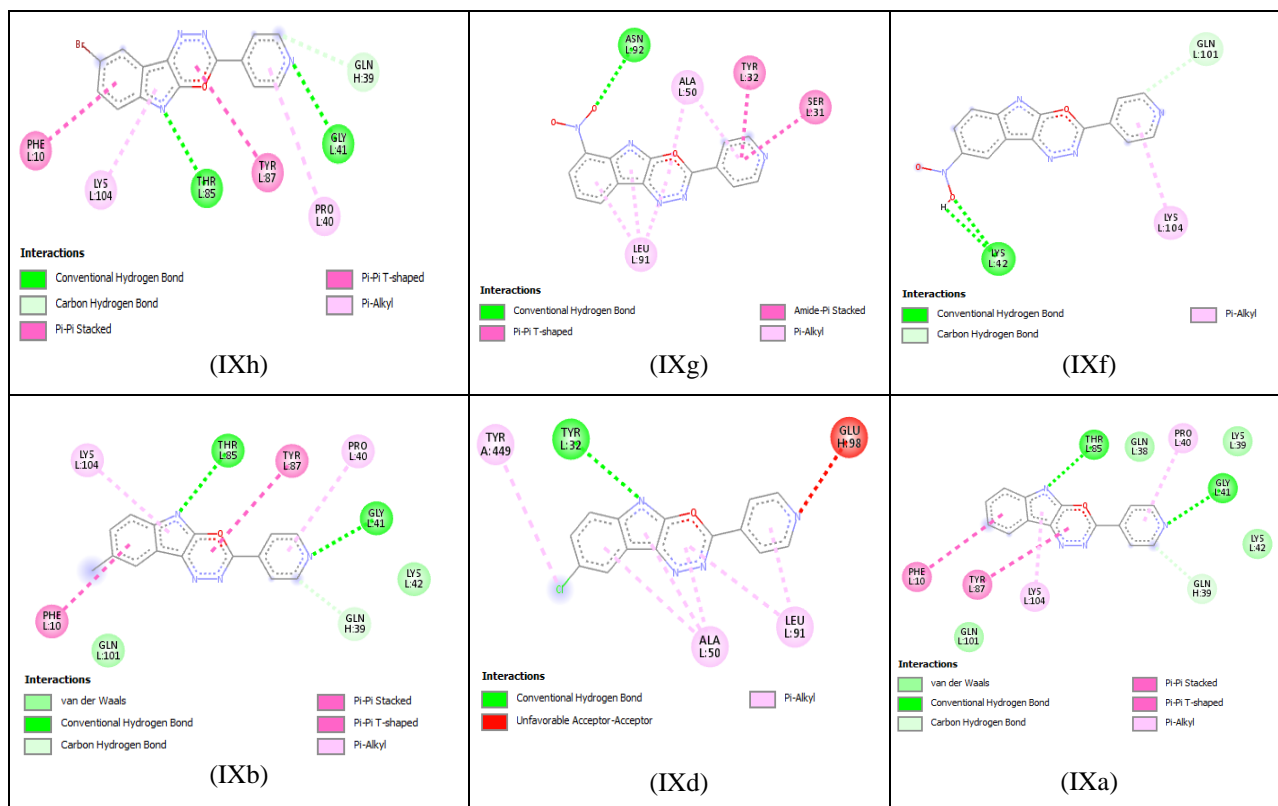 Br
N
N
O
N
N
GLN
H:39
PHE
L:10
LYS
L:104
THR
L:85
TYR
L:87
GLY
L:41
PRO
L:40
Interactions
Conventional Hydrogen Bond
Carbon Hydrogen Bond
Pi-Pi Stacked
Pi-Pi T-shaped
Pi-Alkyl
(IXh)
ASN
L:92
ALA
L:50
TYR
L:32
SER
L:31
O
O
N
N
O
N
N
N
LEU
L:91
Interactions
Conventional Hydrogen Bond
Pi-Pi T-shaped
Amide-Pi Stacked
Pi-Alkyl
(IXg)
GLN
L:101
N
O
N
N
N
O
N
O
H
LYS
L:42
LYS
L:104
Interactions
Conventional Hydrogen Bond
Carbon Hydrogen Bond
Pi-Alkyl
(IXf)
LYS
L:104
THR
L:85
TYR
L:87
PRO
L:40
GLY
L:41
N
O
N
N
N
LYS
L:42
PHE
L:10
GLN
L:101
GLN
H:39
Interactions
van der Waals
Conventional Hydrogen Bond
Carbon Hydrogen Bond
Pi-Pi Stacked
Pi-Pi T-shaped
Pi-Alkyl
(IXb)
TYR
A:449
TYR
L:32
GLU
H:98
N
O
N
N
N
Cl
ALA
L:50
LEU
L:91
Interactions
Conventional Hydrogen Bond
Unfavorable Acceptor-Acceptor
Pi-Alkyl
(IXd)
THR
L:85
GLN
L:38
PRO
L:40
LYS
L:39
GLY
L:41
N
O
N
N
N
LYS
L:42
PHE
L:10
TYR
L:87
LYS
L:104
GLN
H:39
GLN
L:101
Interactions
van der Waals
Conventional Hydrogen Bond
Carbon Hydrogen Bond
Pi-Pi Stacked
Pi-Pi T-shaped
Pi-Alkyl
(IXa)